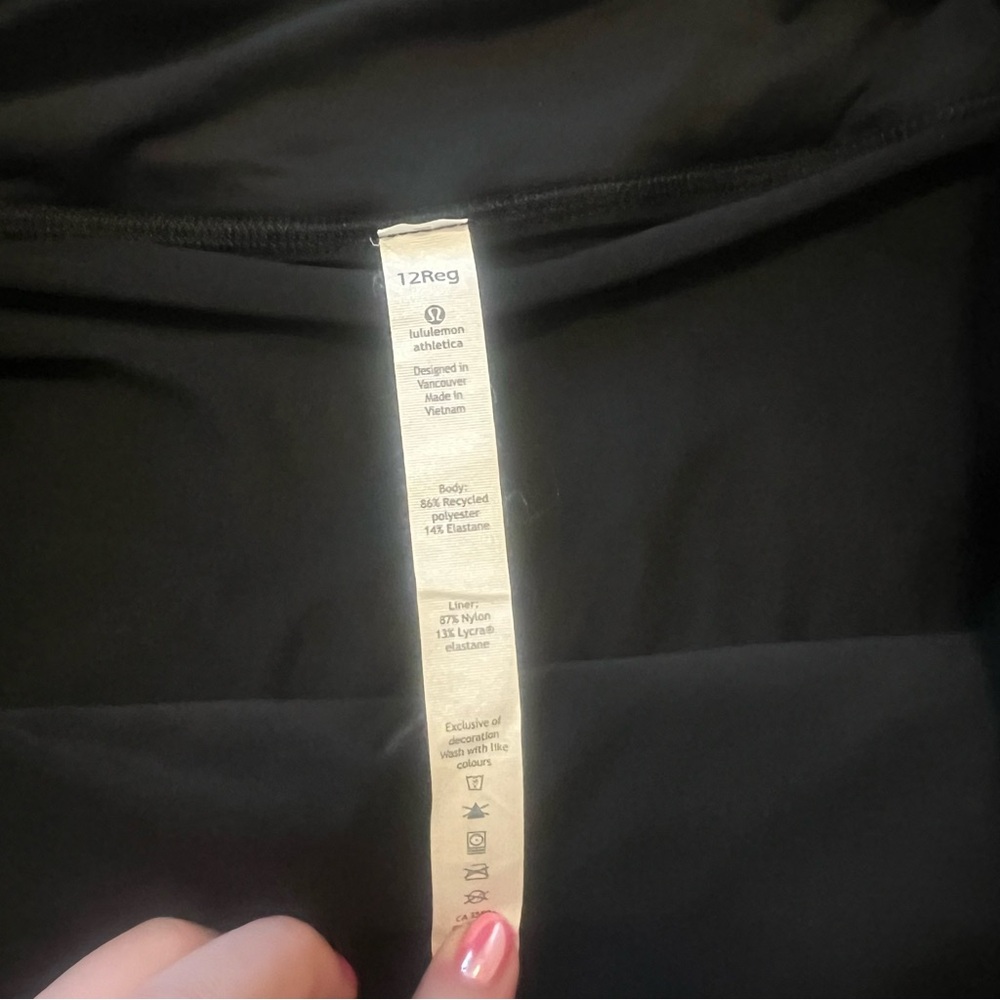 12Reg
lululemon
athletica
Designed in
Vancouver
Made in
Vietnam
Body:
86% Recycled
polyester
14% Elastane
Liner:
87% Nylon
13% Lycra®
elastane
Exclusive of
decoration
Wash with like
colours
CA